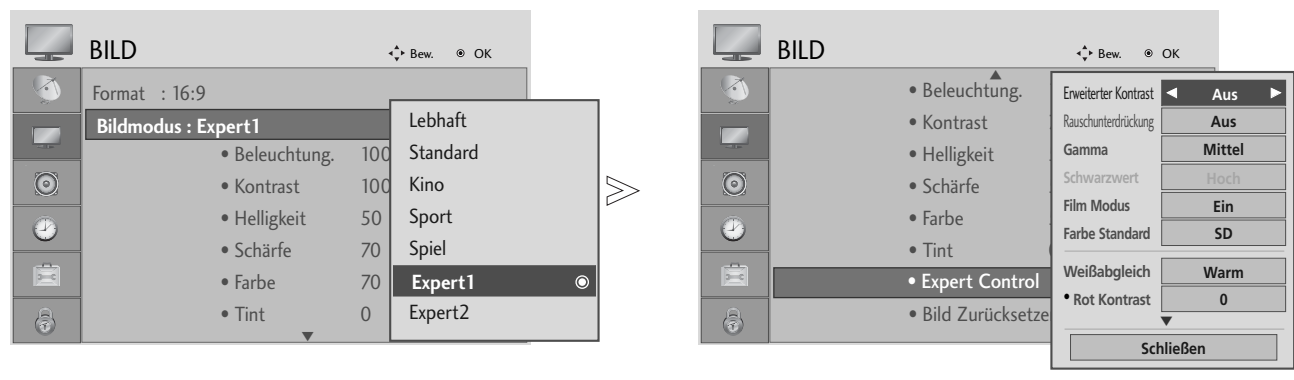 BILD
Bew. OK
Format : 16:9
Bildmodus : Expert1
• Beleuchtung. 100
• Kontrast 100
• Helligkeit 50
• Schärfe 70
• Farbe 70
• Tint 0
Lebhaft
Standard
Kino
Sport
Spiel
Expert1
Expert2
BILD
Bew. OK
• Beleuchtung.
• Kontrast
• Helligkeit
• Schärfe
• Farbe
• Tint
• Expert Control
• Bild Zurücksetze
Erweiterter Kontrast Aus
Rauschunterdrückung Aus
Gamma Mittel
Schwarzwert Hoch
Film Modus Ein
Farbe Standard SD
Weißabgleich Warm
• Rot Kontrast 0
Schließen